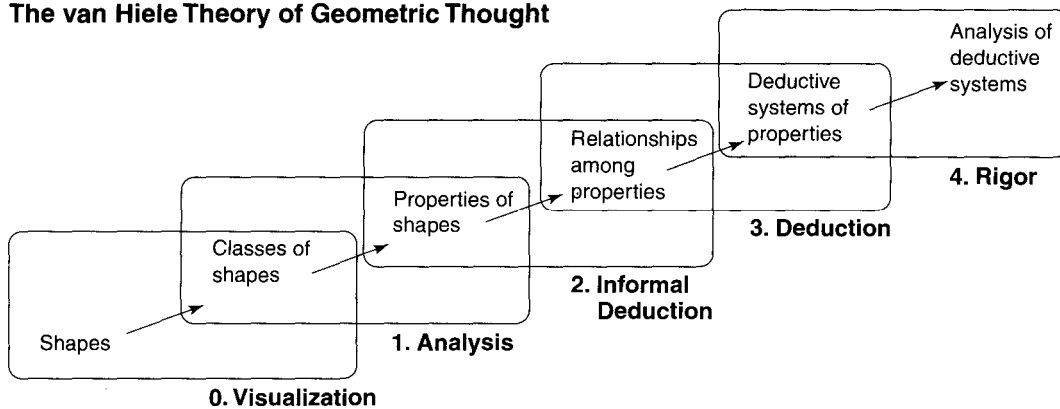 The van Hiele Theory of Geometric Thought
Shapes
0. Visualization
Classes of
shapes
1. Analysis
Properties of
shapes
2. Informal
Deduction
Relationships
among
properties
3. Deduction
Deductive
systems of
properties
4. Rigor
Analysis of
deductive
systems